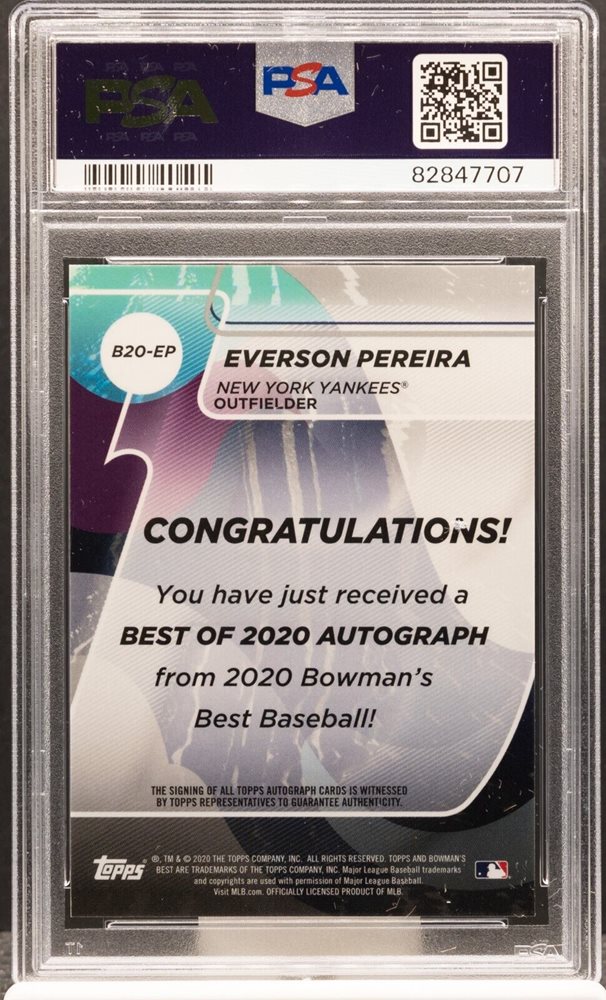 PSA
PSA
82847707
B20-EP
EVERSON PEREIRA
NEW YORK YANKEES®
OUTFIELDER
CONGRATULATIONS!
You have just received a
BEST OF 2020 AUTOGRAPH
from 2020 Bowman's
Best Baseball!
THE SIGNING OF ALL TOPPS AUTOGRAPH CARDS IS WITNESSED
BY TOPPS REPRESENTATIVES TO GUARANTEE AUTHENTICITY.
topps
®, TM & © 2020 THE TOPPS COMPANY, INC. ALL RIGHTS RESERVED. TOPPS AND BOWMAN'S
BEST ARE TRADEMARKS OF THE TOPPS COMPANY, INC. Major League Baseball trademarks
and copyrights are used with permission of Major League Baseball.
Visit MLB.com. OFFICIALLY LICENSED PRODUCT OF MLB.
PSA